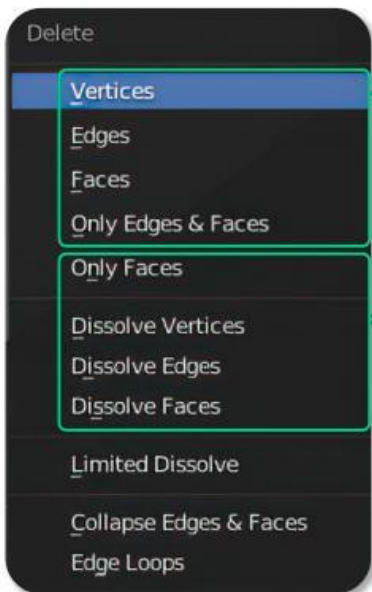 Delete
Vertices
Edges
Faces
Only Edges & Faces
Only Faces
Dissolve Vertices
Dissolve Edges
Dissolve Faces
Limited Dissolve
Collapse Edges & Faces
Edge Loops